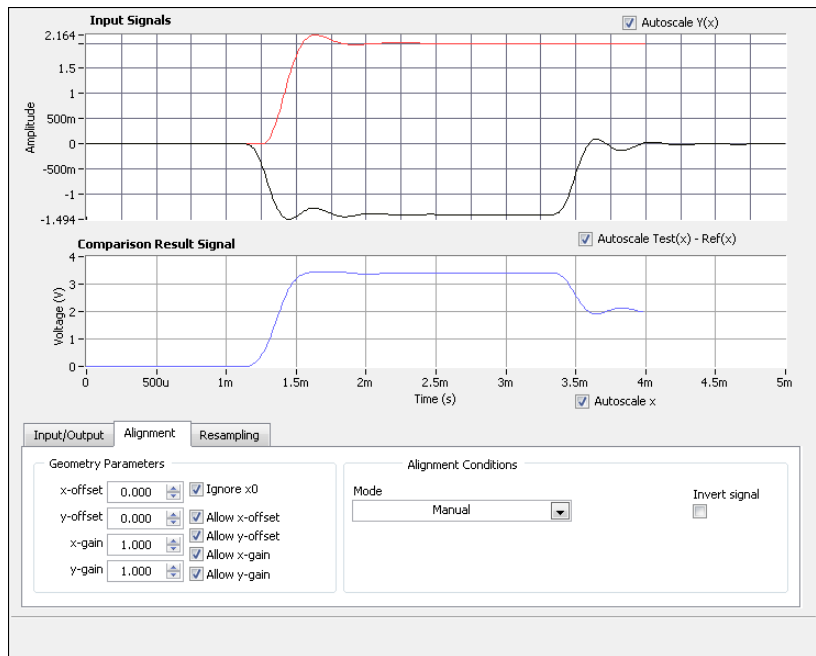 Input Signals
Autoscale Y(x)
Amplitude
2.164
1.5
1
500m
0
-500m
-1
-1.494
Comparison Result Signal
Autoscale Test(x) - Ref(x)
Voltage (V)
4
3
2
1
0
0 500u 1m 1.5m 2m 2.5m 3m 3.5m 4m 4.5m 5m
Time (s)
Autoscale x
Input/Output Alignment Resampling
Geometry Parameters
x-offset 0.000 Ignore x0
y-offset 0.000 Allow x-offset
Allow y-offset
x-gain 1.000 Allow x-gain
y-gain 1.000 Allow y-gain
Alignment Conditions
Mode
Manual
Invert signal